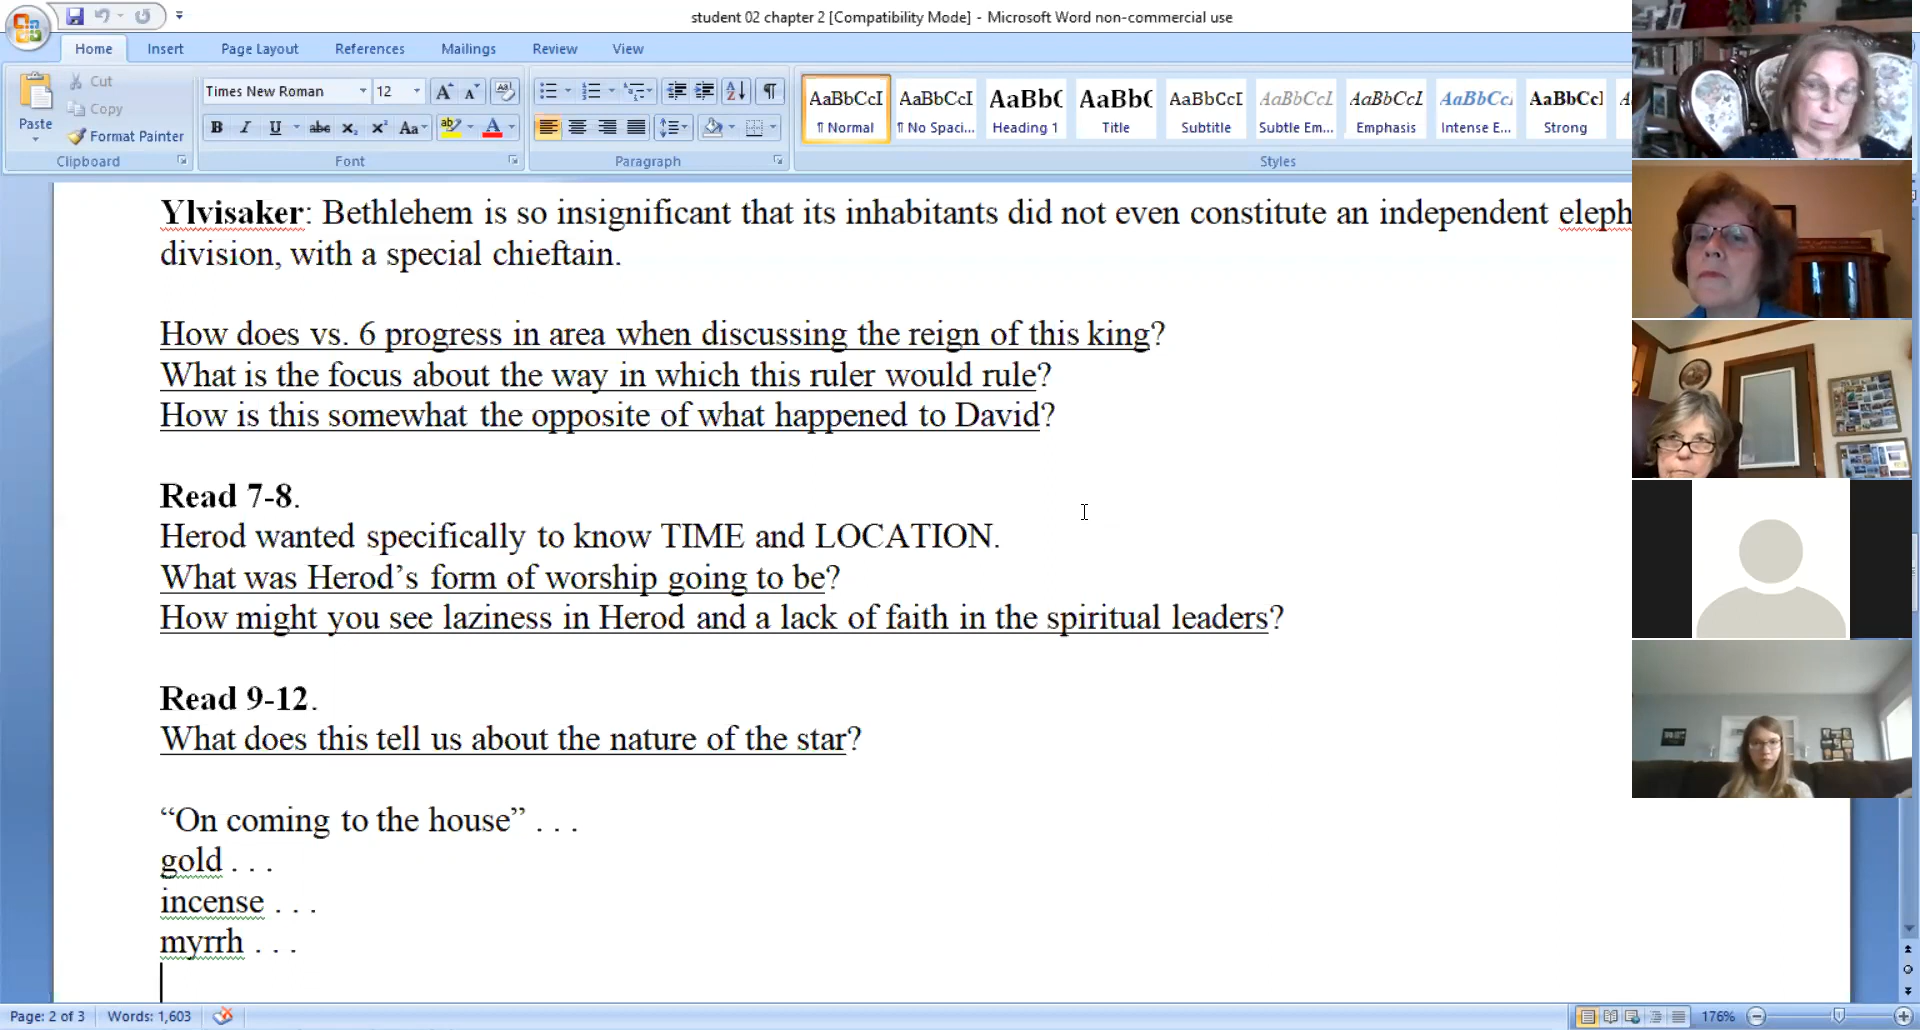 student 02 chapter 2 [Compatibility Mode] - Microsoft Word non-commercial use
Home Insert Page Layout References Mailings Review View
Paste
Cut
Copy
Format Painter
Clipboard
Times New Roman 12
Font
Paragraph
AaBbCcI AaBbCcI AaBb( AaBb( AaBbCcI AaBbCcL AaBbCcL AaBbCc. AaBbCcl
¶ Normal ¶ No Spaci... Heading 1 Title Subtitle Subtle Em... Emphasis Intense E... Strong
Styles
Ylvisaker: Bethlehem is so insignificant that its inhabitants did not even constitute an independent eleph
division, with a special chieftain.
How does vs. 6 progress in area when discussing the reign of this king?
What is the focus about the way in which this ruler would rule?
How is this somewhat the opposite of what happened to David?
Read 7-8.
Herod wanted specifically to know TIME and LOCATION.
What was Herod’s form of worship going to be?
How might you see laziness in Herod and a lack of faith in the spiritual leaders?
Read 9-12.
What does this tell us about the nature of the star?
“On coming to the house” . . .
gold . . .
incense . . .
myrrh . . .
Page: 2 of 3 Words: 1,603 176%